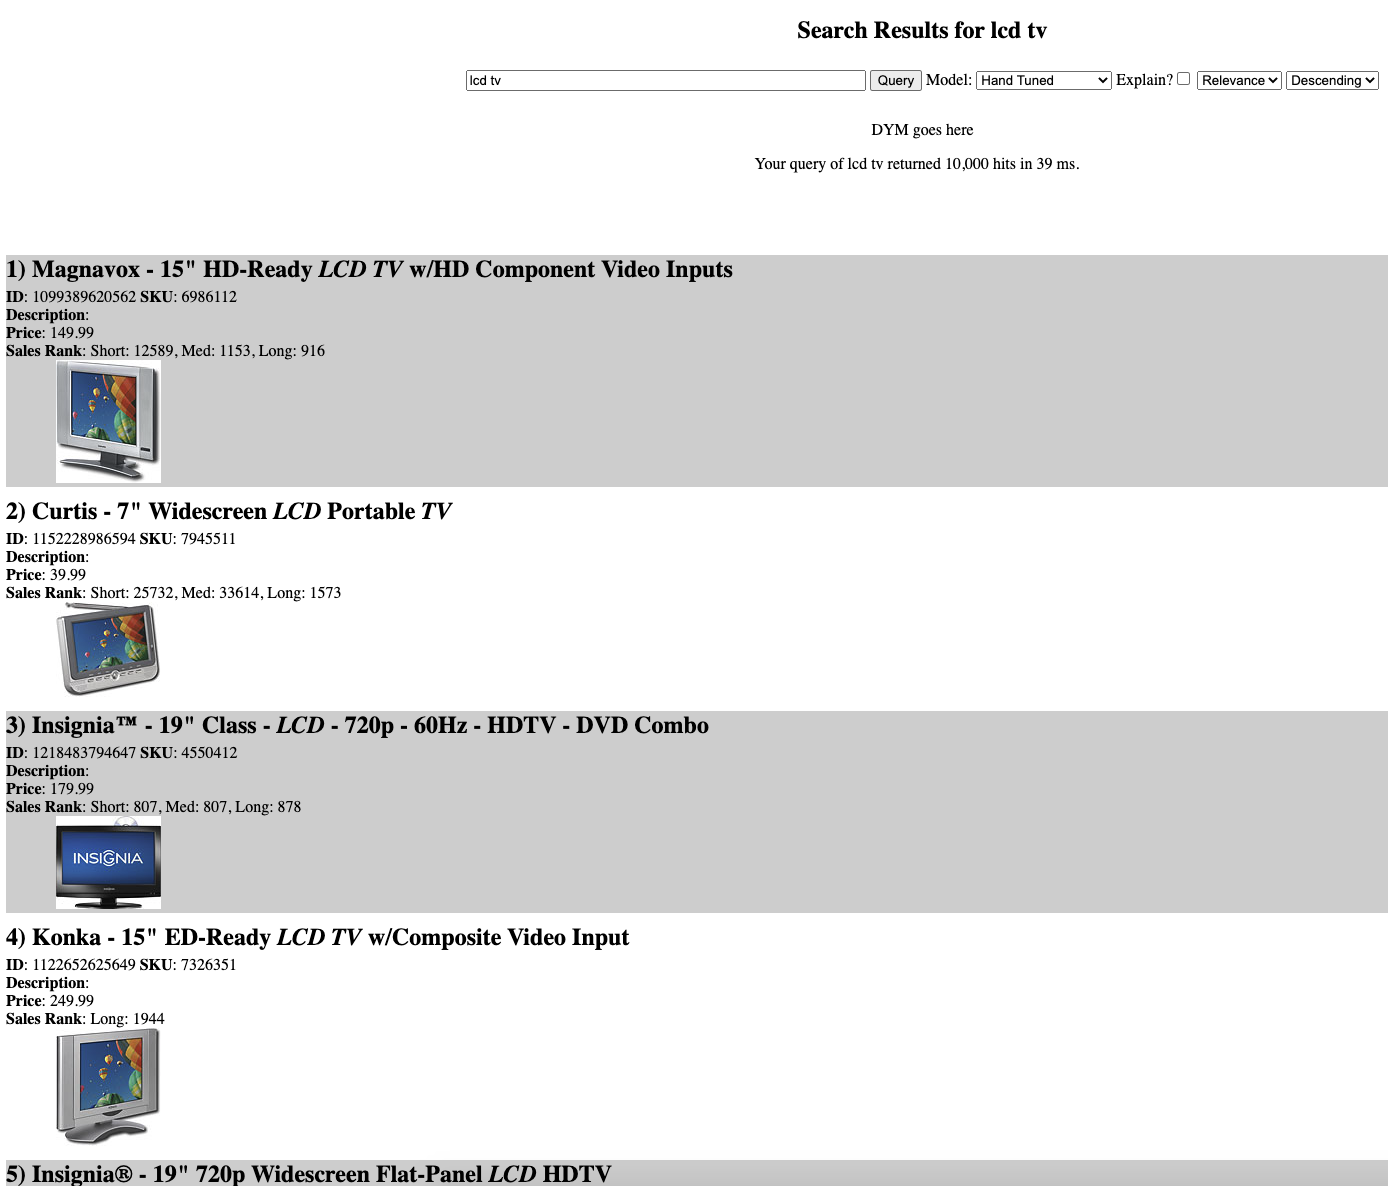 Search Results for lcd tv
lcd tv Query Model: Hand Tuned Explain? Relevance Descending
DYM goes here
Your query of lcd tv returned 10,000 hits in 39 ms.
1) Magnavox - 15" HD-Ready LCD TV w/HD Component Video Inputs
ID: 1099389620562 SKU: 6986112
Description:
Price: 149.99
Sales Rank: Short: 12589, Med: 1153, Long: 916
2) Curtis - 7" Widescreen LCD Portable TV
ID: 1152228986594 SKU: 7945511
Description:
Price: 39.99
Sales Rank: Short: 25732, Med: 33614, Long: 1573
3) Insignia™ - 19" Class - LCD - 720p - 60Hz - HDTV - DVD Combo
ID: 1218483794647 SKU: 4550412
Description:
Price: 179.99
Sales Rank: Short: 807, Med: 807, Long: 878
INSIGNIA
4) Konka - 15" ED-Ready LCD TV w/Composite Video Input
ID: 1122652625649 SKU: 7326351
Description:
Price: 249.99
Sales Rank: Long: 1944
5) Insignia® - 19" 720p Widescreen Flat-Panel LCD HDTV